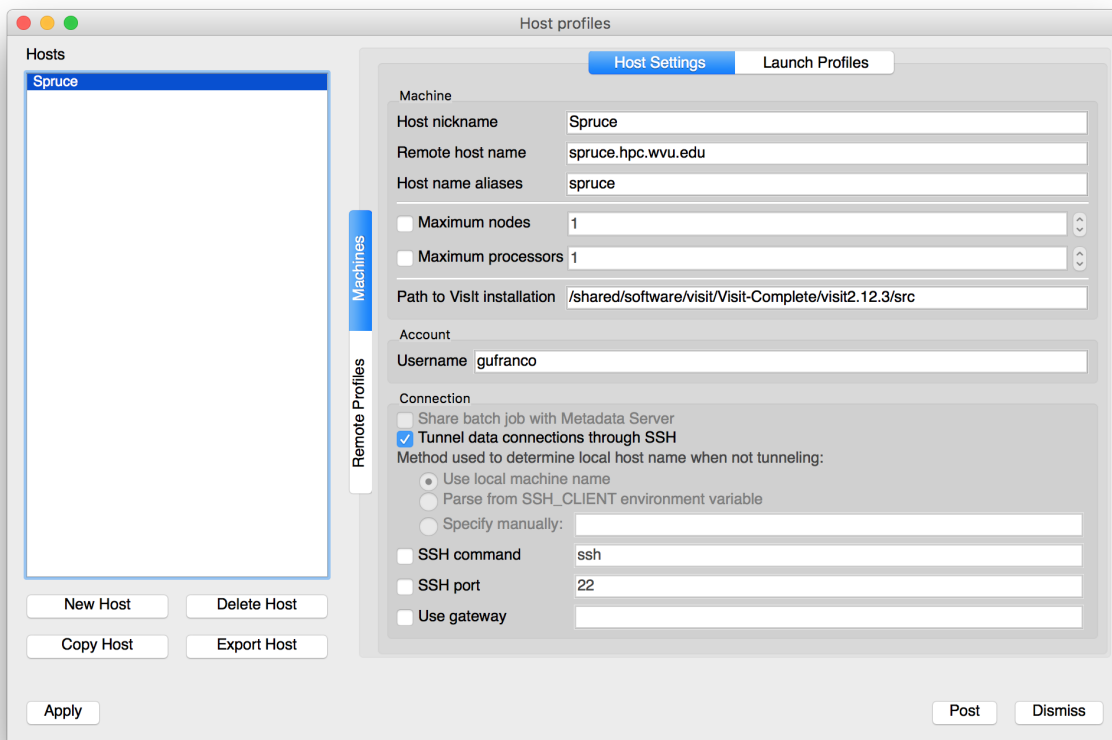 Host profiles
Hosts
Spruce
Machines
Remote Profiles
Host Settings
Launch Profiles
Machine
Host nickname Spruce
Remote host name spruce.hpc.wvu.edu
Host name aliases spruce
Maximum nodes 1
Maximum processors 1
Path to VisIt installation /shared/software/visit/Visit-Complete/visit2.12.3/src
Account
Username gufranco
Connection
Share batch job with Metadata Server
Tunnel data connections through SSH
Method used to determine local host name when not tunneling:
Use local machine name
Parse from SSH_CLIENT environment variable
Specify manually:
SSH command ssh
SSH port 22
Use gateway
New Host Delete Host
Copy Host Export Host
Apply Post Dismiss